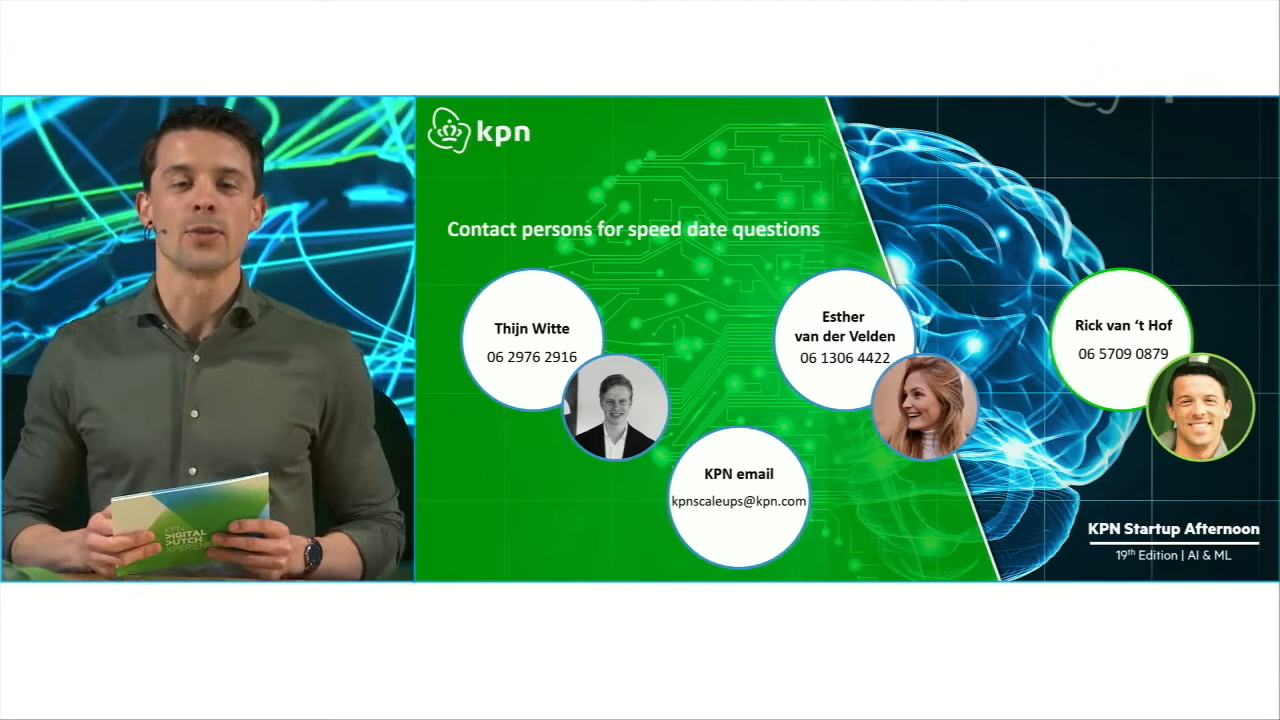 kpn
Contact persons for speed date questions
Thijn Witte
06 2976 2916
Esther
van der Velden
06 1306 4422
Rick van ‘t Hof
06 5709 0879
KPN email
kpnscaleups@kpn.com
KPN Startup Afternoon
19th Edition | AI & ML
KPN
DIGITAL
DUTCH